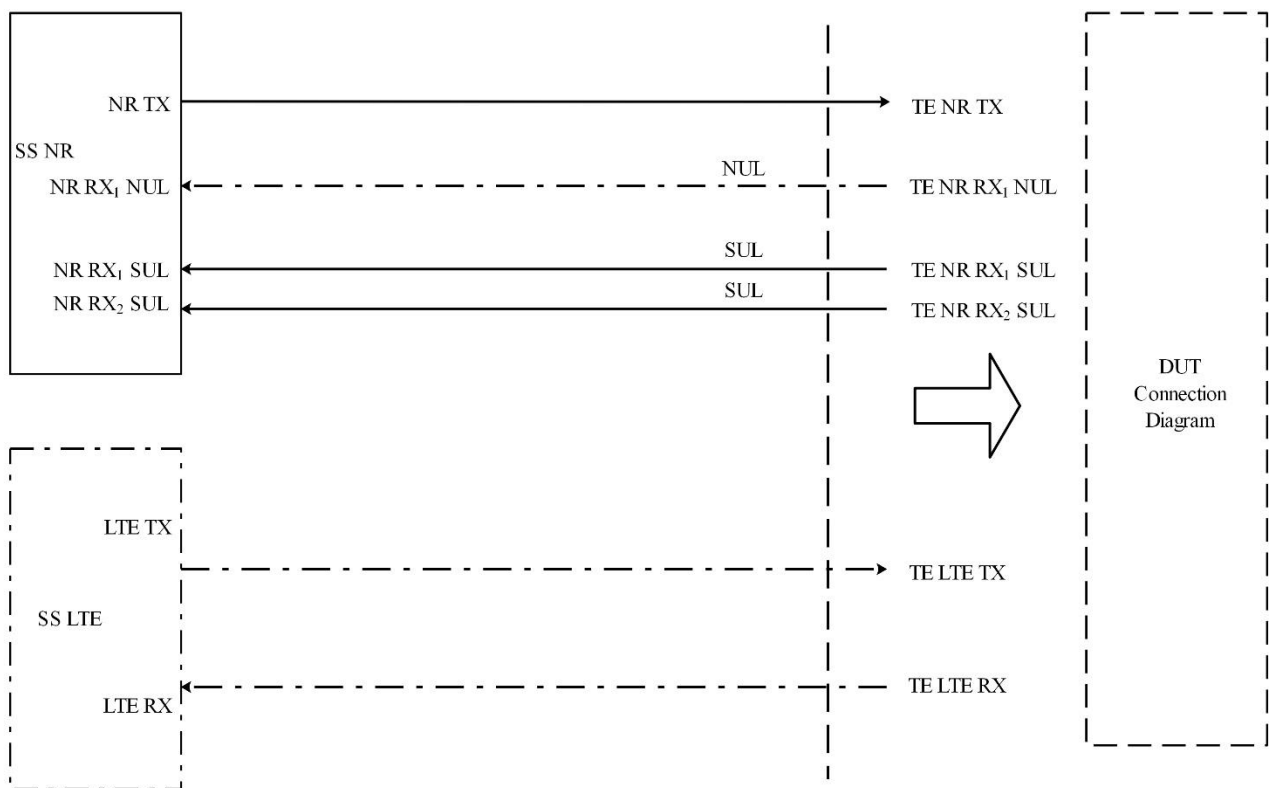 NR TX
TE NR TX
SS NR
NUL
NR RX₁ NUL
TE NR RX₁ NUL
SUL
NR RX₁ SUL
TE NR RX₁ SUL
SUL
NR RX₂ SUL
TE NR RX₂ SUL
DUT
Connection
Diagram
LTE TX
TE LTE TX
SS LTE
TE LTE RX
LTE RX